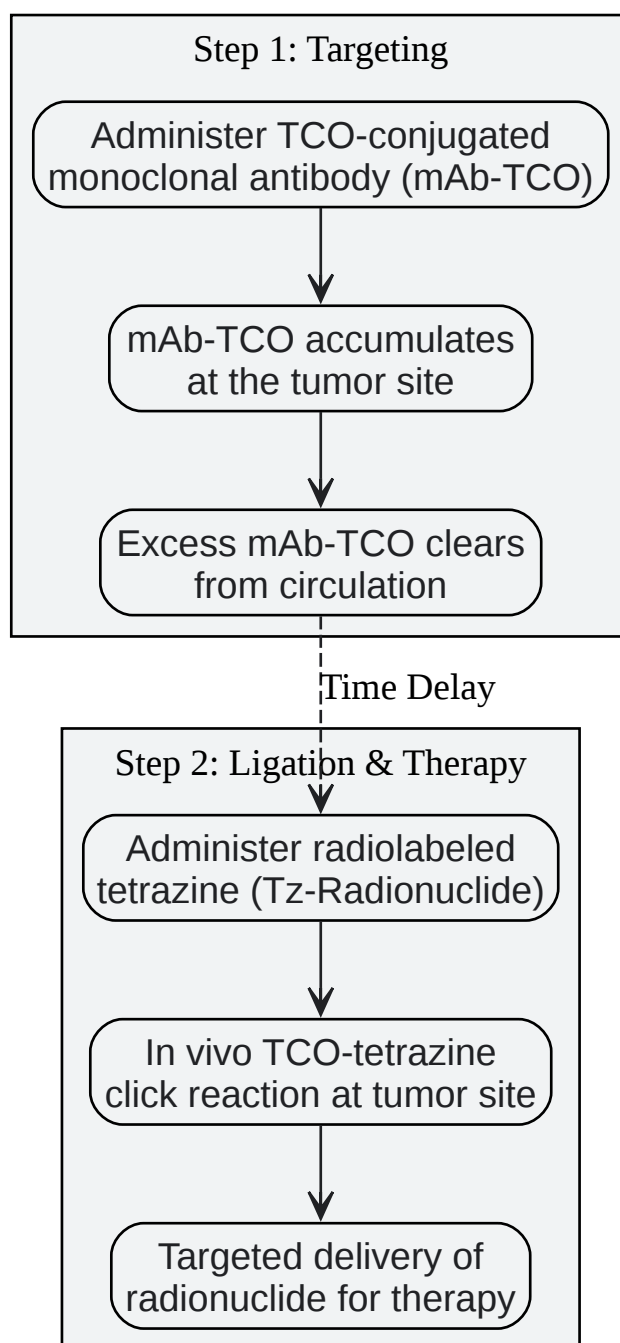 Step 1: Targeting
Administer TCO-conjugated
monoclonal antibody (mAb-TCO)
mAb-TCO accumulates
at the tumor site
Excess mAb-TCO clears
from circulation
Time Delay
Step 2: Ligation & Therapy
Administer radiolabeled
tetrazine (Tz-Radionuclide)
In vivo TCO-tetrazine
click reaction at tumor site
Targeted delivery of
radionuclide for therapy